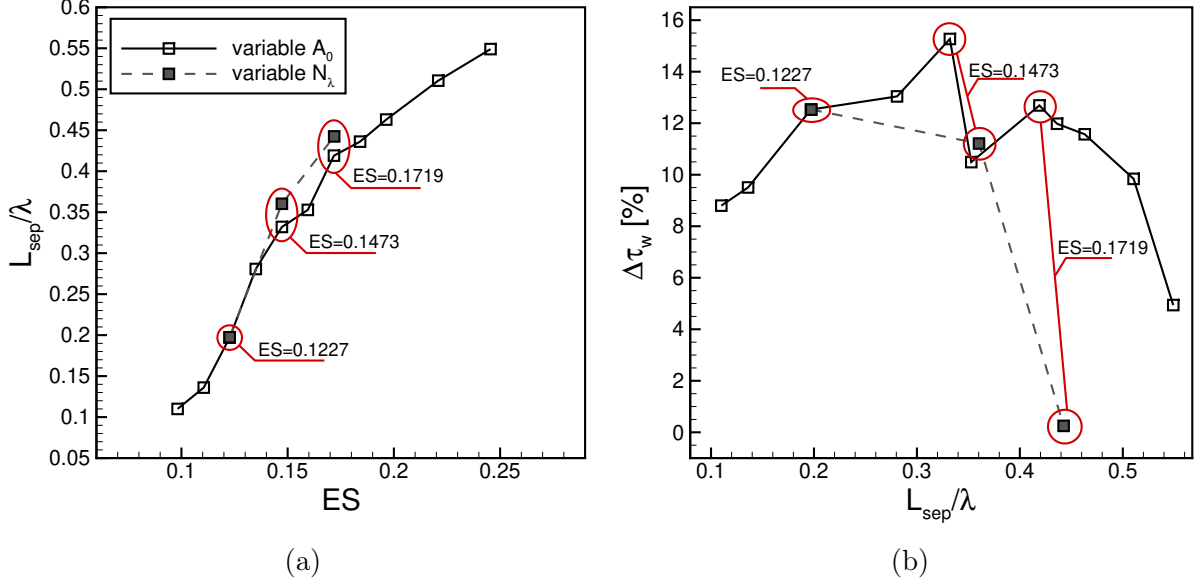 0.6
0.55
0.5
0.45
0.4
0.35
0.3
0.25
0.2
0.15
0.1
0.05
L_sep/λ
variable A_0
variable N_λ
ES=0.1719
ES=0.1473
ES=0.1227
0.1 0.15 0.2 0.25
ES
(a)
16
14
12
10
8
6
4
2
0
Δτ_w [%]
ES=0.1227
ES=0.1473
ES=0.1719
0.1 0.2 0.3 0.4 0.5
L_sep/λ
(b)